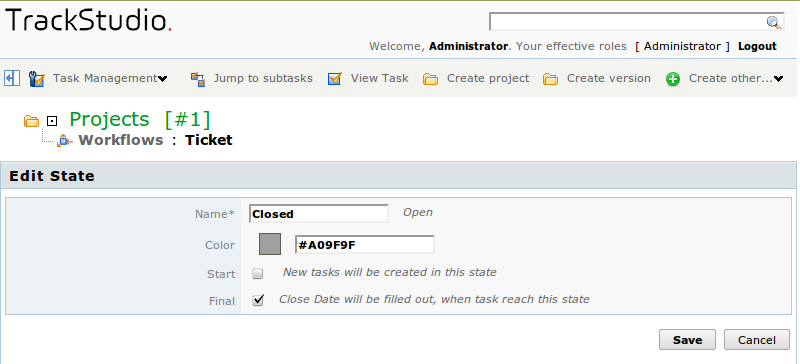 TrackStudio.
Welcome, Administrator. Your effective roles [ Administrator ] Logout
Task Management Jump to subtasks View Task Create project Create version Create other...
Projects [#1]
Workflows : Ticket
Edit State
Name* Closed Open
Color #A09F9F
Start New tasks will be created in this state
Final Close Date will be filled out, when task reach this state
Save Cancel